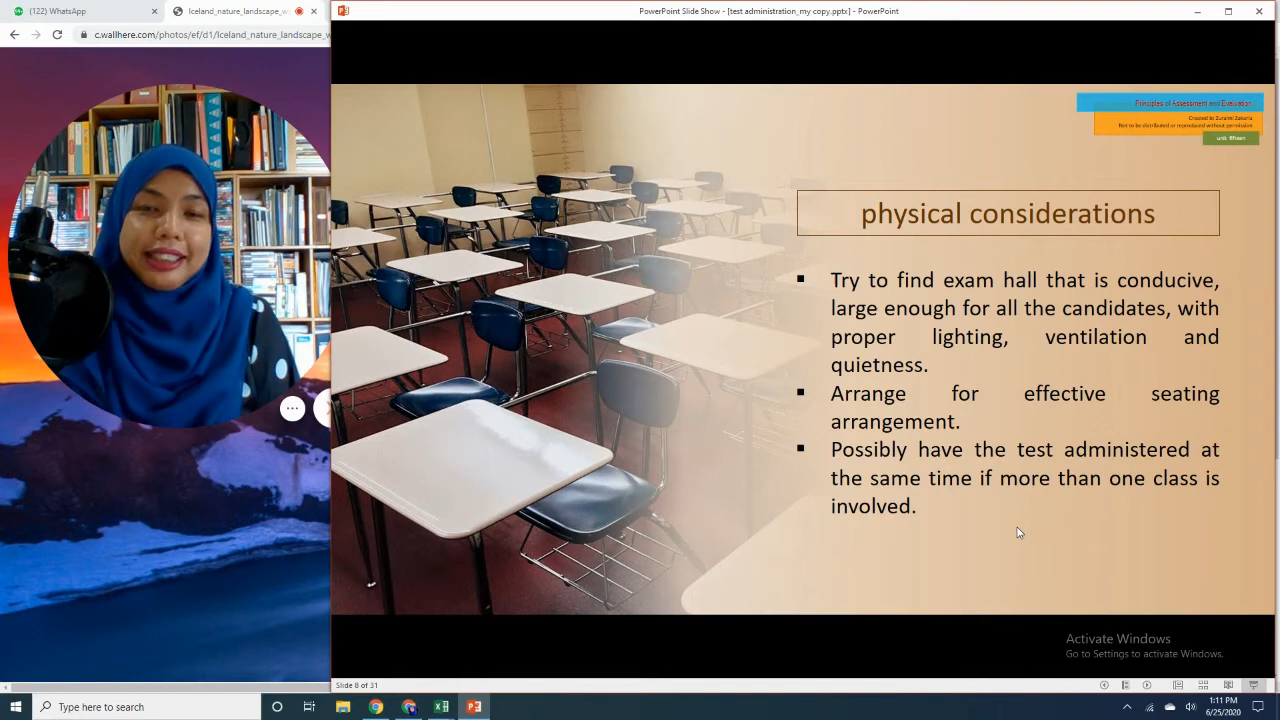 (122) WhatsApp
Iceland_nature_landscape_w
PowerPoint Slide Show - [test administration_my copy.pptx] - PowerPoint
c.wallhere.com/photos/ef/d1/Iceland_nature_landscape_w
Principles of Assessment and Evaluation
Created by Zuraimi Zakaria
Not to be distributed or reproduced without permission
unit fifteen
physical considerations
▪ Try to find exam hall that is conducive,
large enough for all the candidates, with
proper lighting, ventilation and
quietness.
▪ Arrange for effective seating
arrangement.
▪ Possibly have the test administered at
the same time if more than one class is
involved.
Activate Windows
Go to Settings to activate Windows.
Slide 8 of 31
Type here to search
1:11 PM
6/25/2020